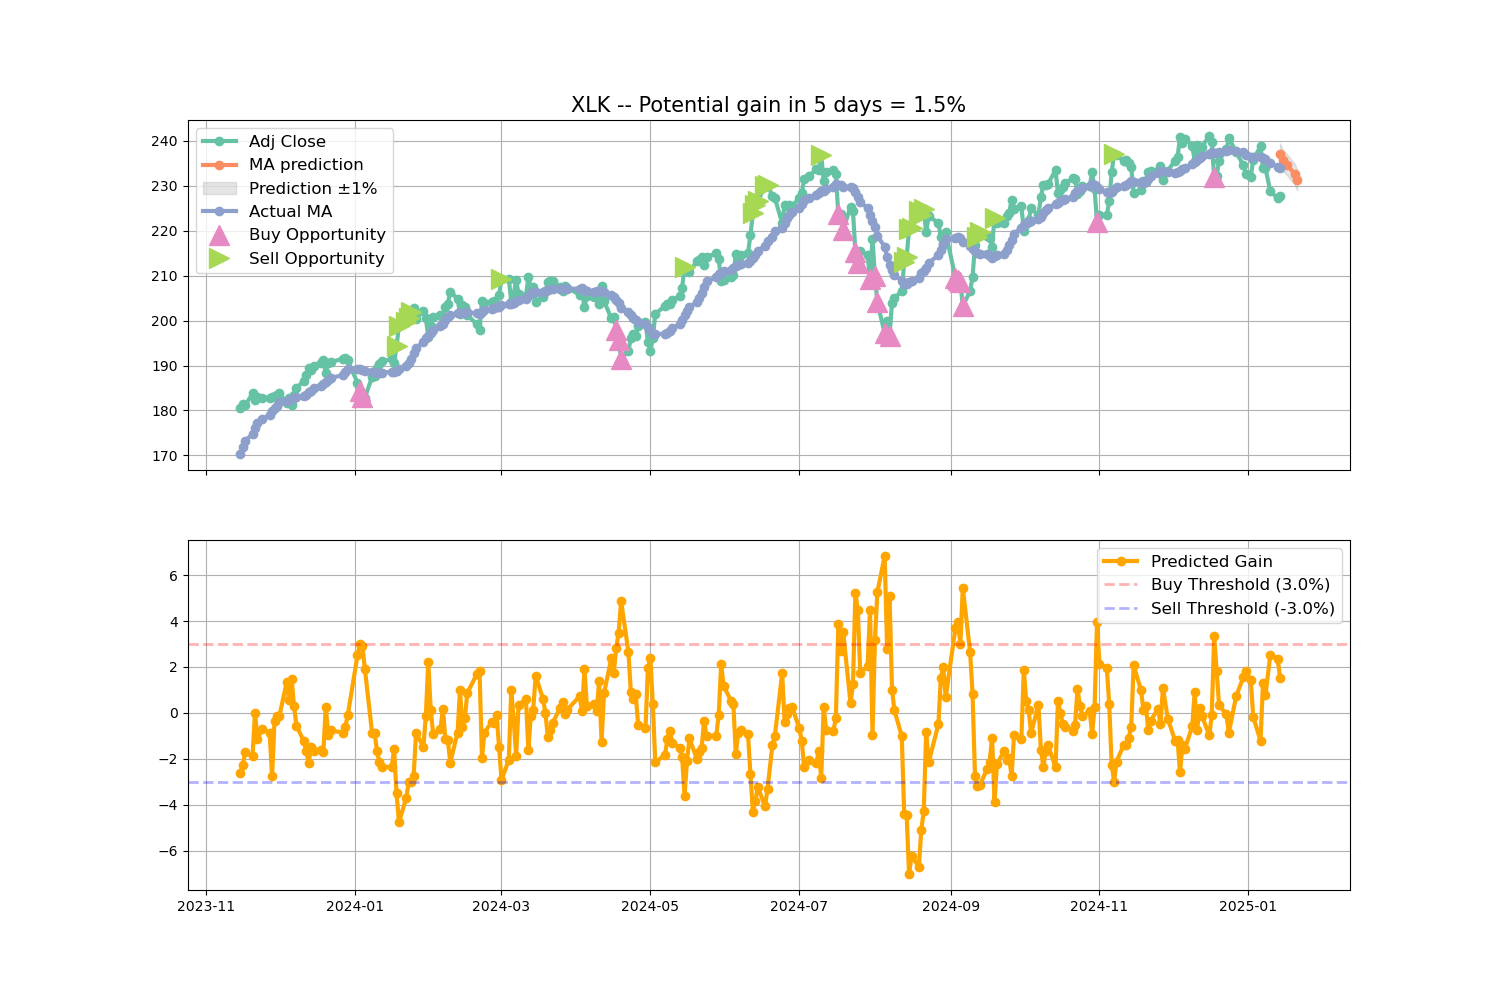 XLK -- Potential gain in 5 days = 1.5%
240
230
220
210
200
190
180
170
Adj Close
MA prediction
Prediction ±1%
Actual MA
Buy Opportunity
Sell Opportunity
6
4
2
0
−2
−4
−6
Predicted Gain
Buy Threshold (3.0%)
Sell Threshold (-3.0%)
2023-11 2024-01 2024-03 2024-05 2024-07 2024-09 2024-11 2025-01